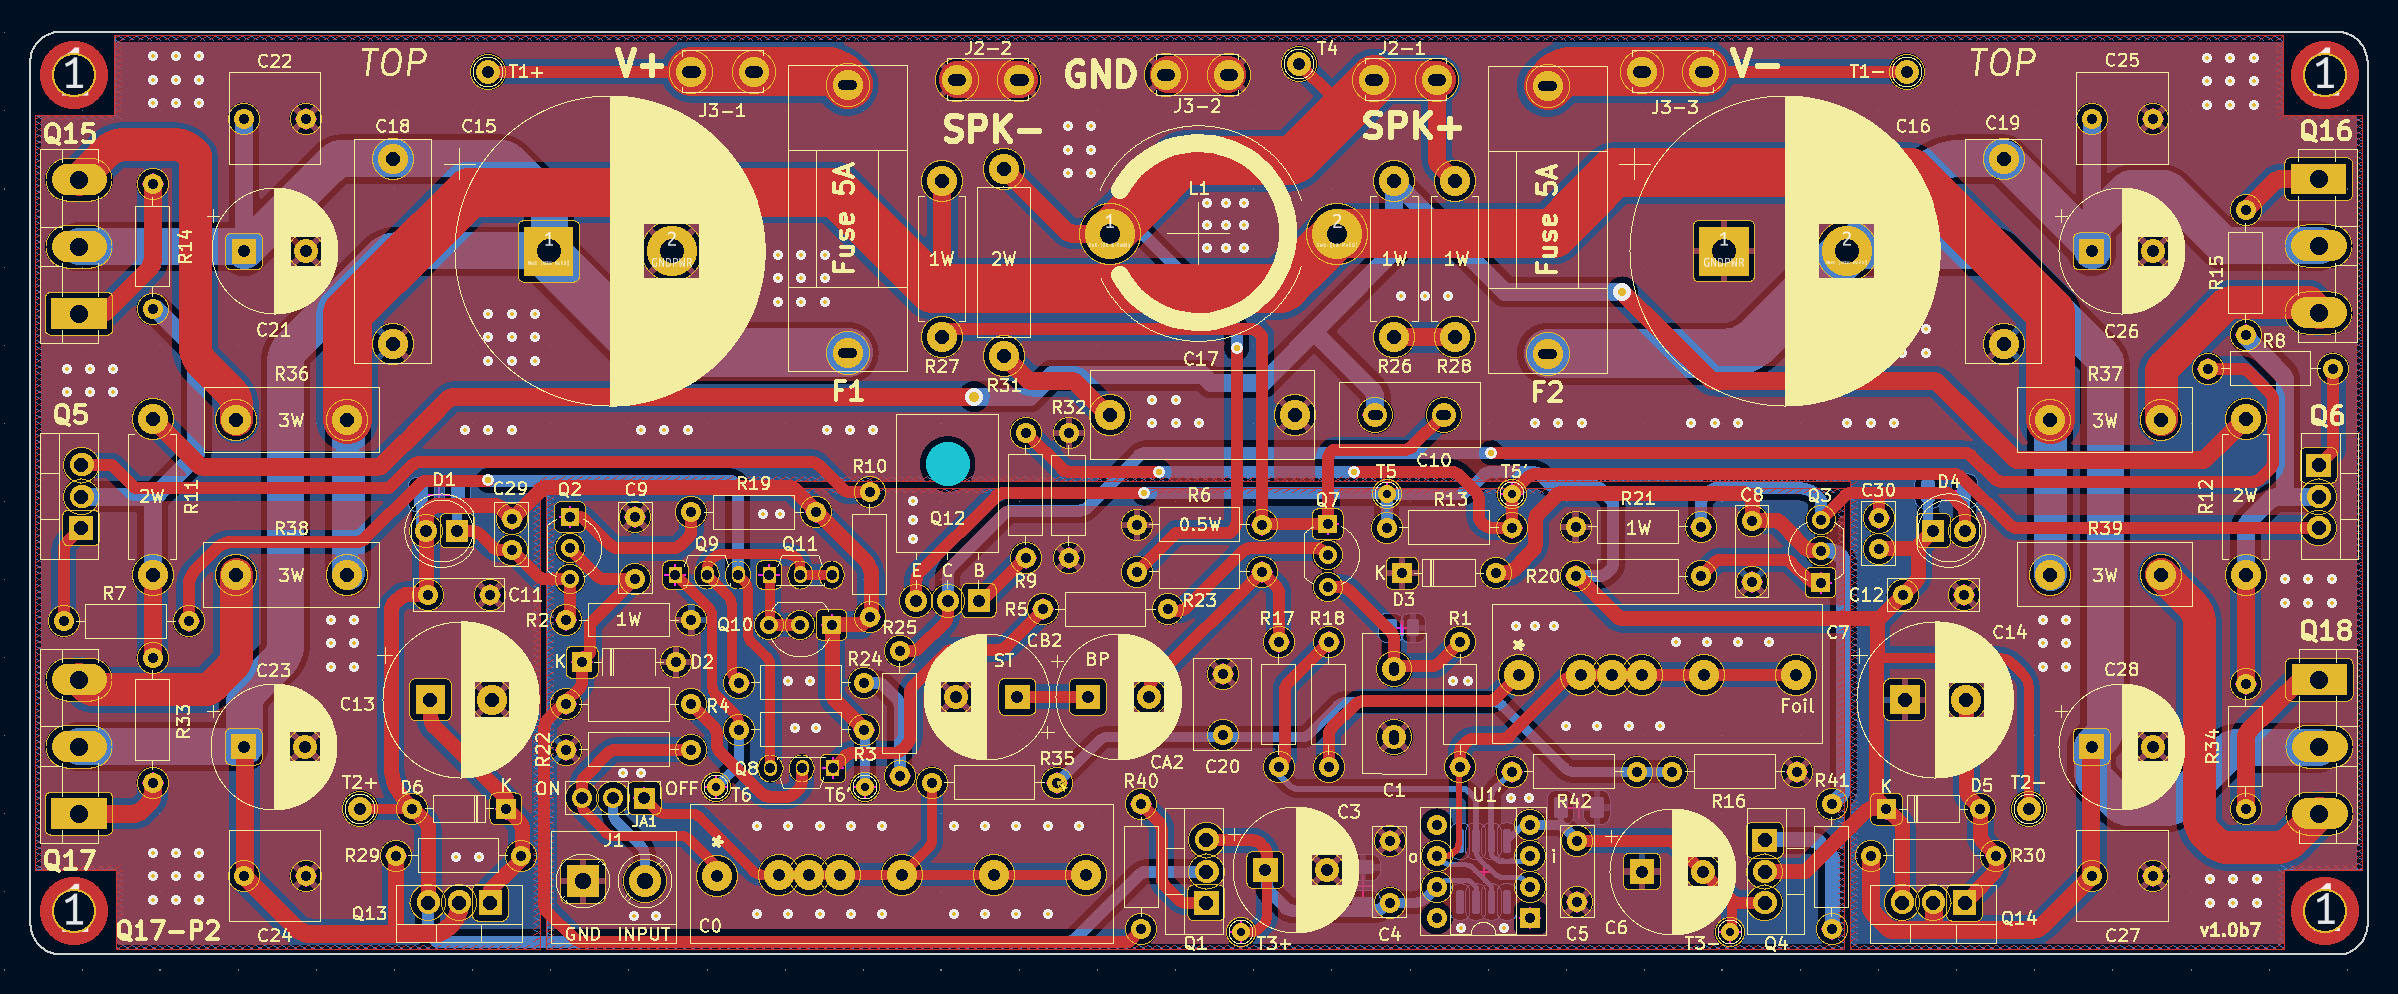 1
TOP
V+
J2-2
GND
T4
J2-1
V-
TOP
1
C22
T1+
J3-1
J3-2
J3-3
T1-
C25
Q15
C18
C15
SPK-
SPK+
C16
C19
Q16
Fuse 5A
Fuse 5A
L1
R14
1
2
1W
2W
1
2
1W
1W
1
2
GNDPWR
GNDPWR
R15
C21
C26
R27
R31
C17
R26
R28
R8
F1
F2
R36
R37
Q5
3W
R32
3W
Q6
R10
C10
D1
C29
Q2
C9
R19
T5
T5'
D4
2W
R11
R6
Q7
R13
R21
C8
Q3
C30
R12
2W
Q12
0.5W
1W
R38
R39
Q9
Q11
3W
E
C
B
R9
K
R20
3W
D3
R7
C11
R2
1W
Q10
R5
R23
R17
R18
R1
C12
R25
CB2
C7
C14
Q18
K
D2
R24
ST
BP
*
C23
C28
C13
R4
Foil
R33
R22
R3
R34
Q8
R35
CA2
C20
T2+
D6
K
ON
OFF
T6
T6'
R40
C1
U1'
R42
R16
R41
K
D5
T2-
JA1
C3
J1
*
Q17
R29
o
i
R30
Q17-P2
Q13
C24
GND
INPUT
C0
Q1
T3+
C4
C5
C6
T3-
Q4
Q14
C27
v1.0b7
1
1